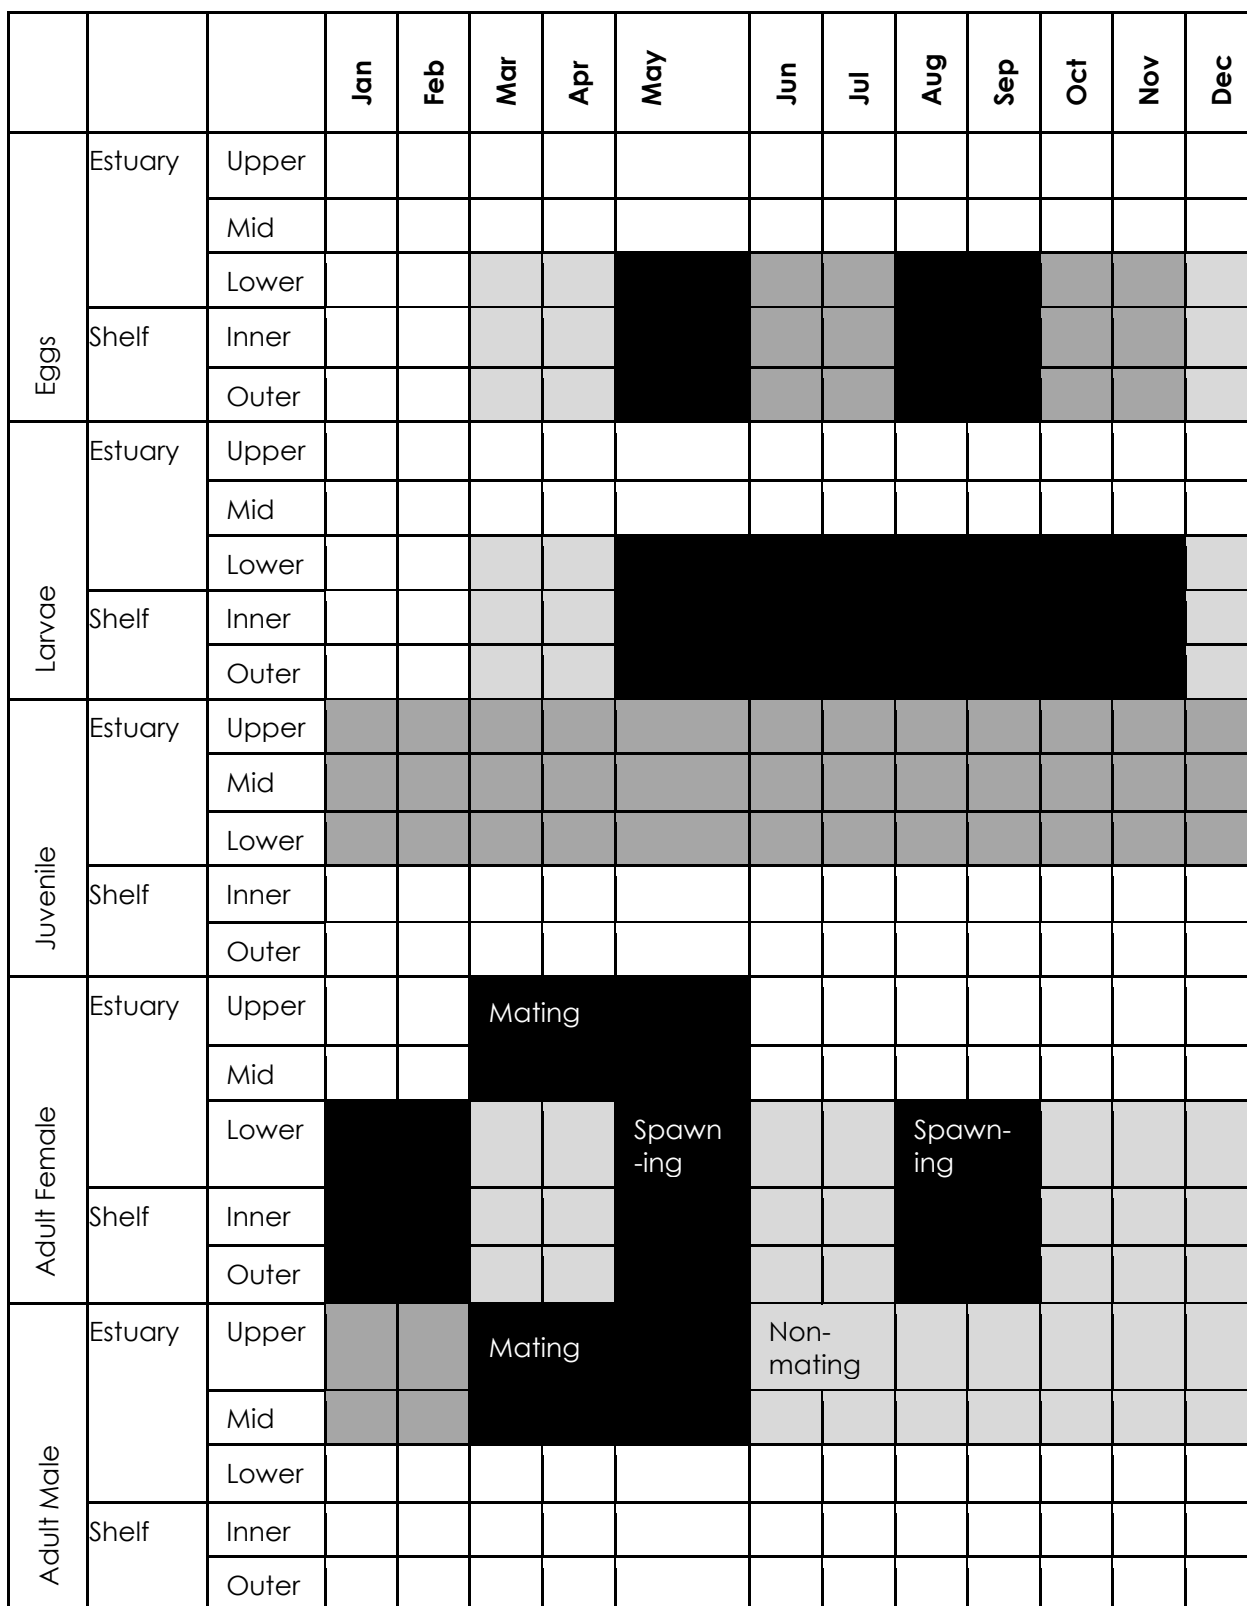 Jan Feb Mar Apr May Jun Jul Aug Sep Oct Nov Dec
Eggs
Estuary Upper
Mid
Lower
Shelf Inner
Outer
Larvae
Estuary Upper
Mid
Lower
Shelf Inner
Outer
Juvenile
Estuary Upper
Mid
Lower
Shelf Inner
Outer
Adult Female
Estuary Upper Mating
Mid
Lower Spawn Spawn-
-ing ing
Shelf Inner
Outer
Adult Male
Estuary Upper Mating Non-
mating
Mid
Lower
Shelf Inner
Outer